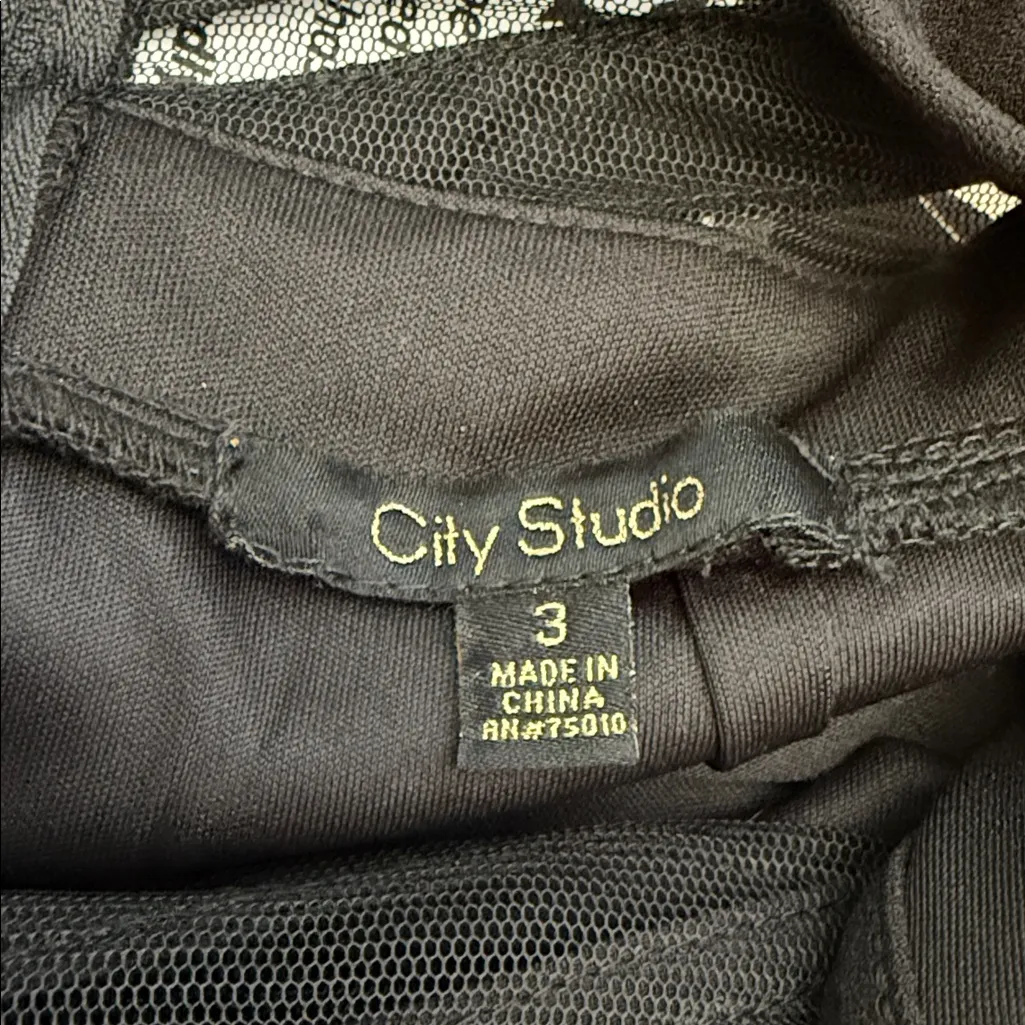 City Studio
3
MADE IN
CHINA
RN#75010